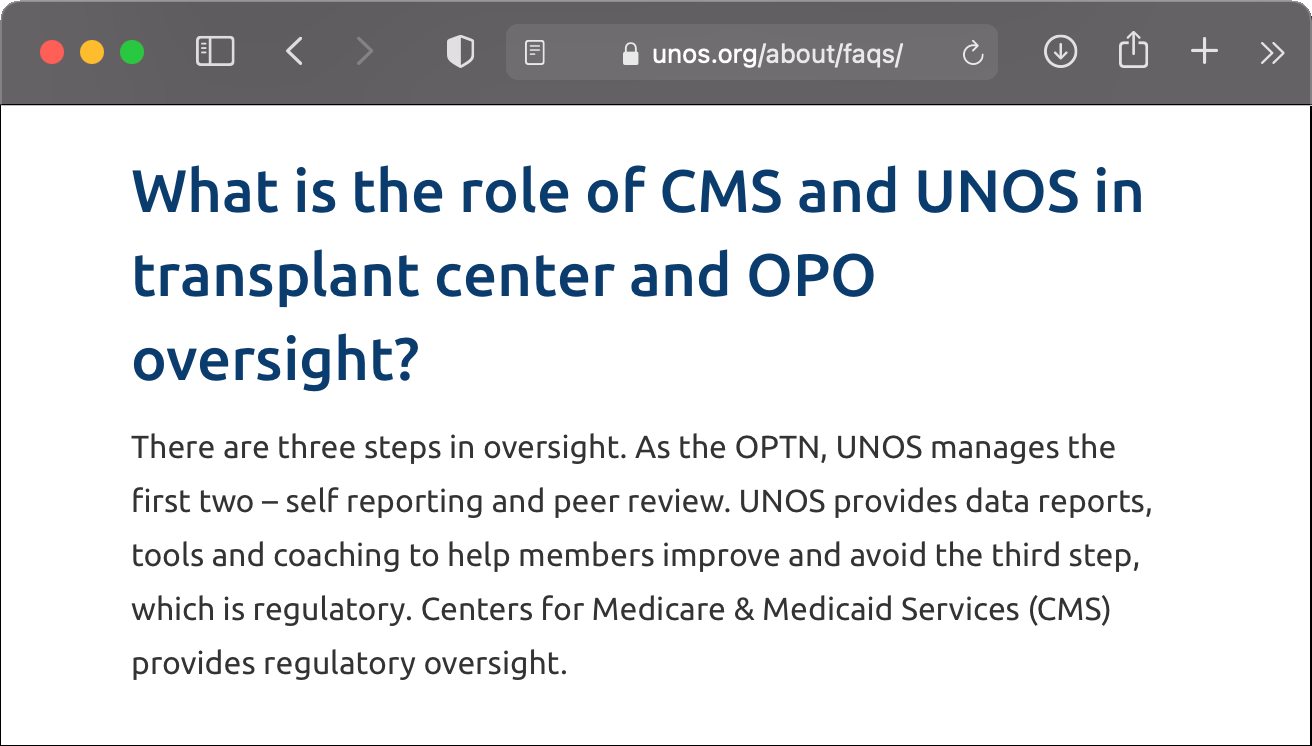 unos.org/about/faqs/
What is the role of CMS and UNOS in
transplant center and OPO
oversight?
There are three steps in oversight. As the OPTN, UNOS manages the
first two – self reporting and peer review. UNOS provides data reports,
tools and coaching to help members improve and avoid the third step,
which is regulatory. Centers for Medicare & Medicaid Services (CMS)
provides regulatory oversight.